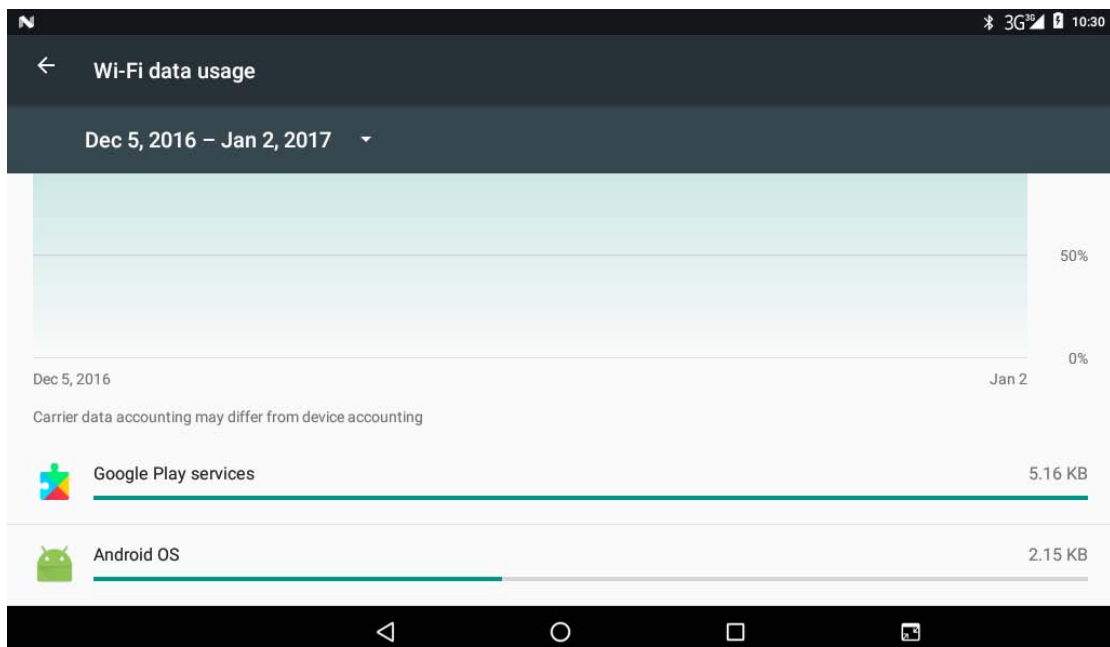 3G 3G 10:30
Wi-Fi data usage
Dec 5, 2016 – Jan 2, 2017
50%
0%
Dec 5, 2016 Jan 2
Carrier data accounting may differ from device accounting
Google Play services 5.16 KB
Android OS 2.15 KB